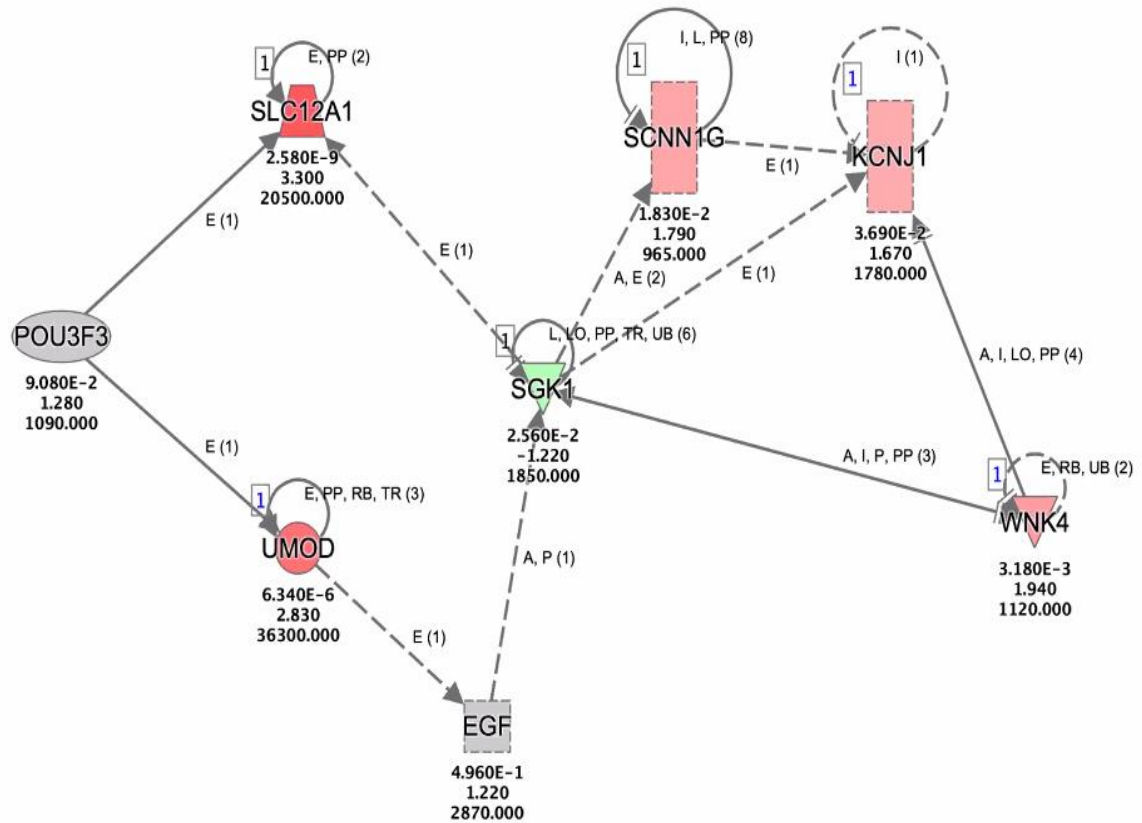 I, L, PP (8)
1
E, PP (2)
1
I (1)
1
SLC12A1
2.580E-9
3.300
20500.000
SCNN1G
1.830E-2
1.790
965.000
E (1)
KCNJ1
3.690E-2
1.670
1780.000
E (1)
E (1)
A, E (2)
E (1)
POU3F3
9.080E-2
1.280
1090.000
1
L, LO, PP, TR, UB (6)
SGK1
2.560E-2
-1.220
1850.000
A, I, LO, PP (4)
E (1)
A, I, P, PP (3)
1
E, RB, UB (2)
WNK4
3.180E-3
1.940
1120.000
1
E, PP, RB, TR (3)
UMOD
6.340E-6
2.830
36300.000
A, P (1)
E (1)
EGF
4.960E-1
1.220
2870.000